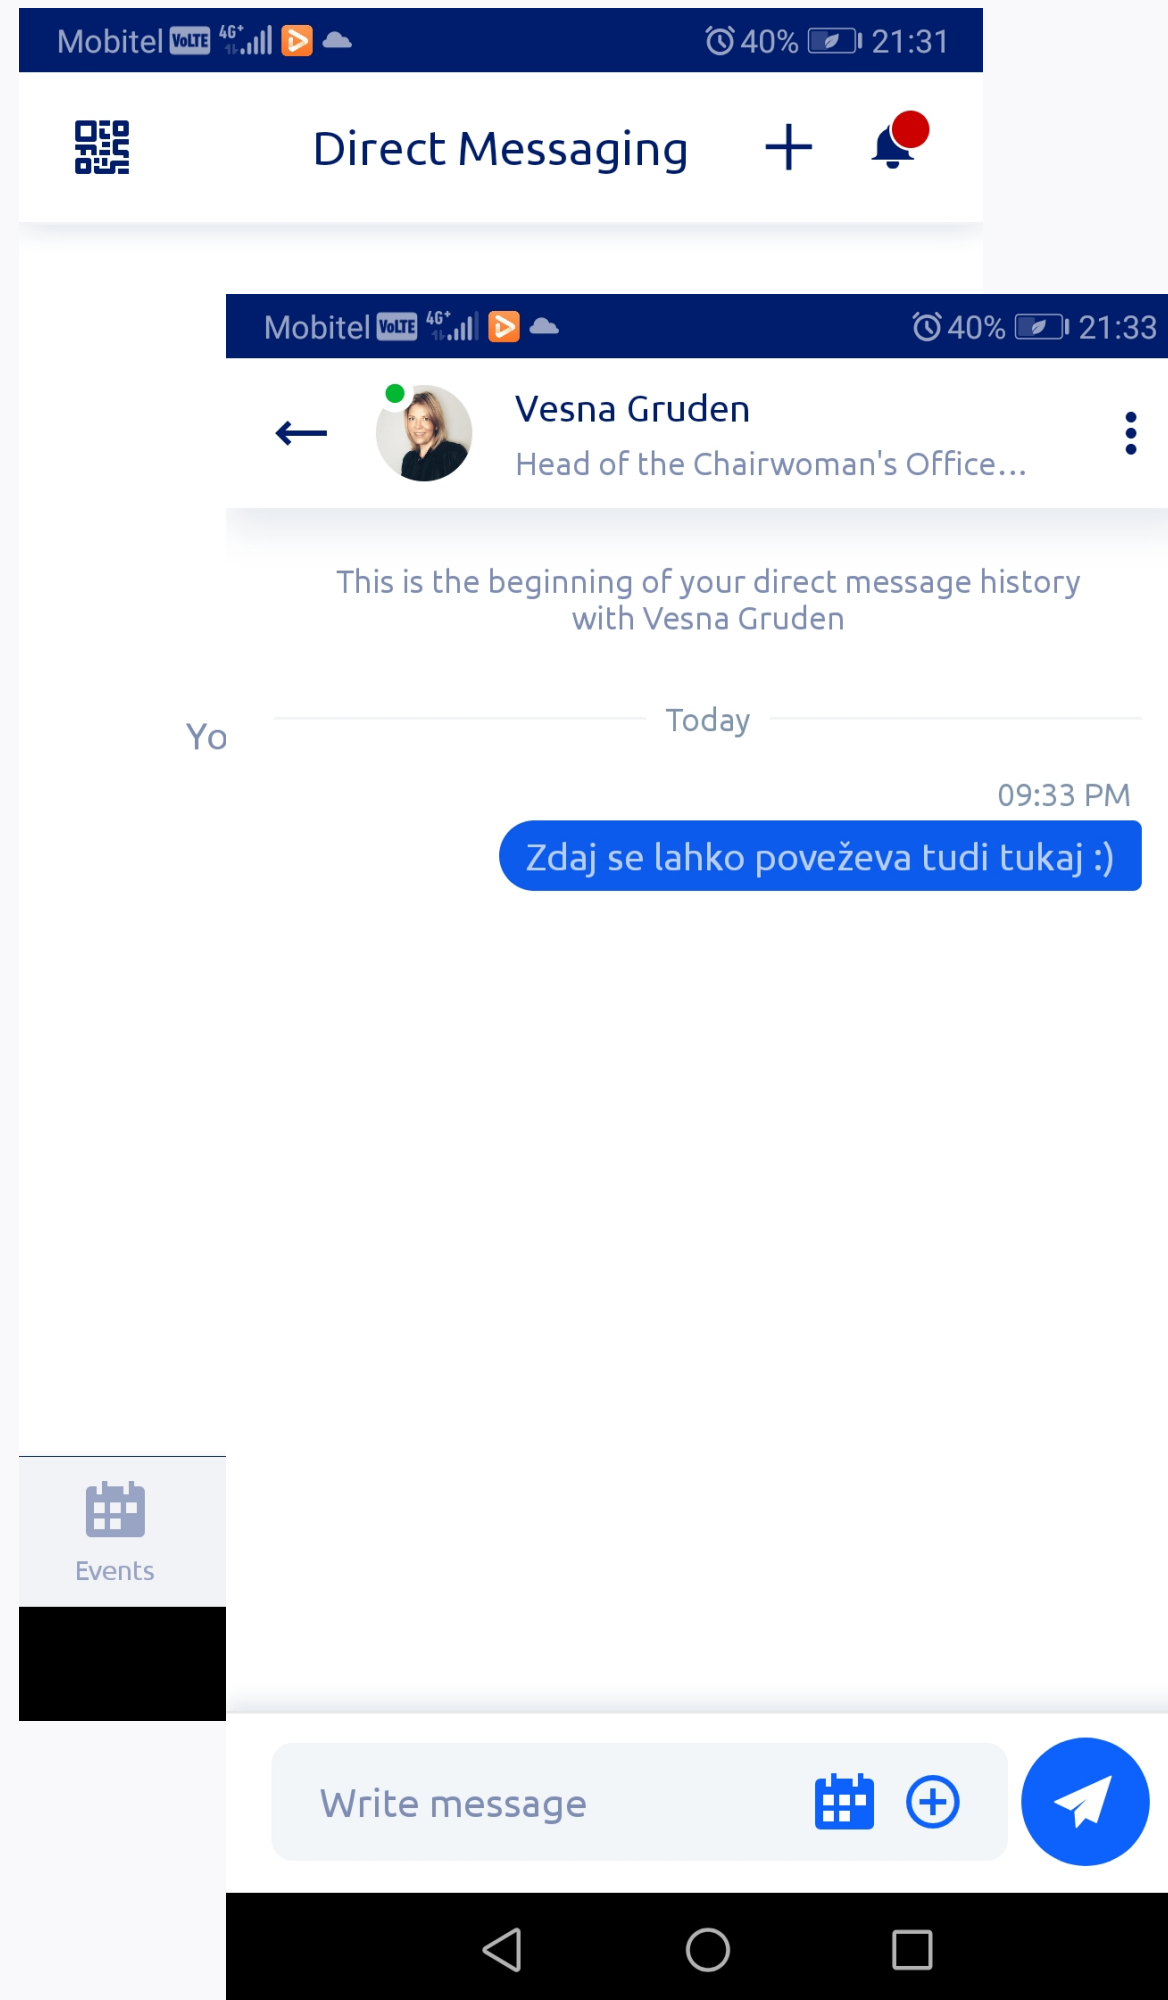 Mobitel VoLTE 4G+ 40% 21:31
Direct Messaging
Mobitel VoLTE 4G+ 40% 21:33
Vesna Gruden
Head of the Chairwoman's Office...
This is the beginning of your direct message history
with Vesna Gruden
Today
Yo
09:33 PM
Zdaj se lahko poveževa tudi tukaj :)
Events
Write message